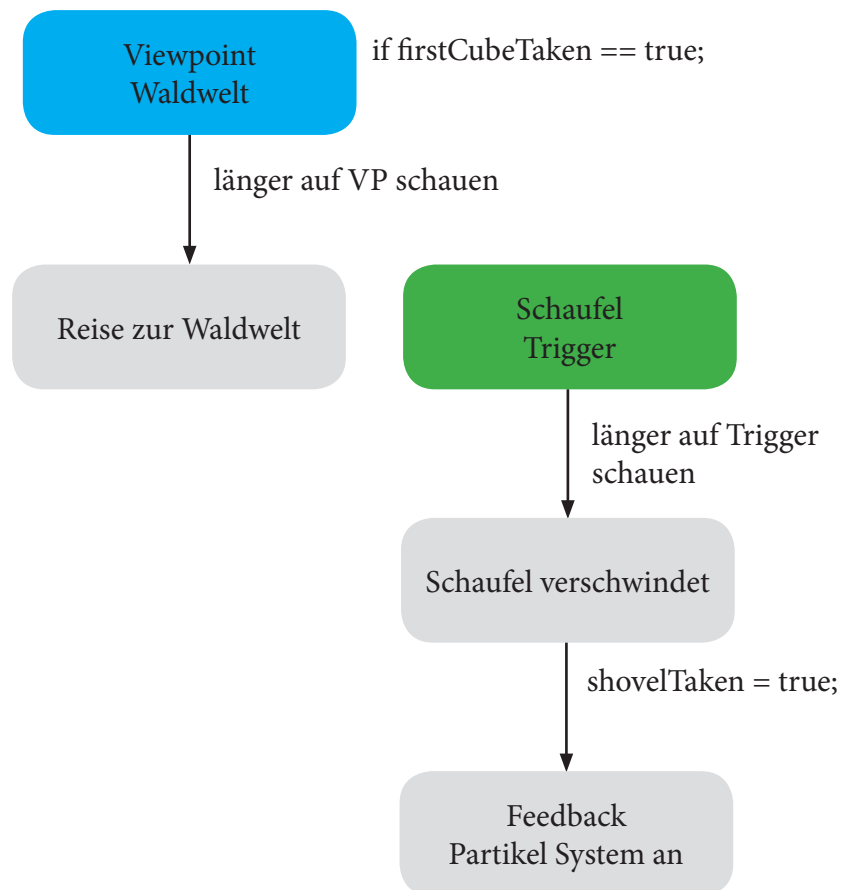 Viewpoint
Waldwelt
if firstCubeTaken == true;
länger auf VP schauen
Reise zur Waldwelt
Schaufel
Trigger
länger auf Trigger
schauen
Schaufel verschwindet
shovelTaken = true;
Feedback
Partikel System an